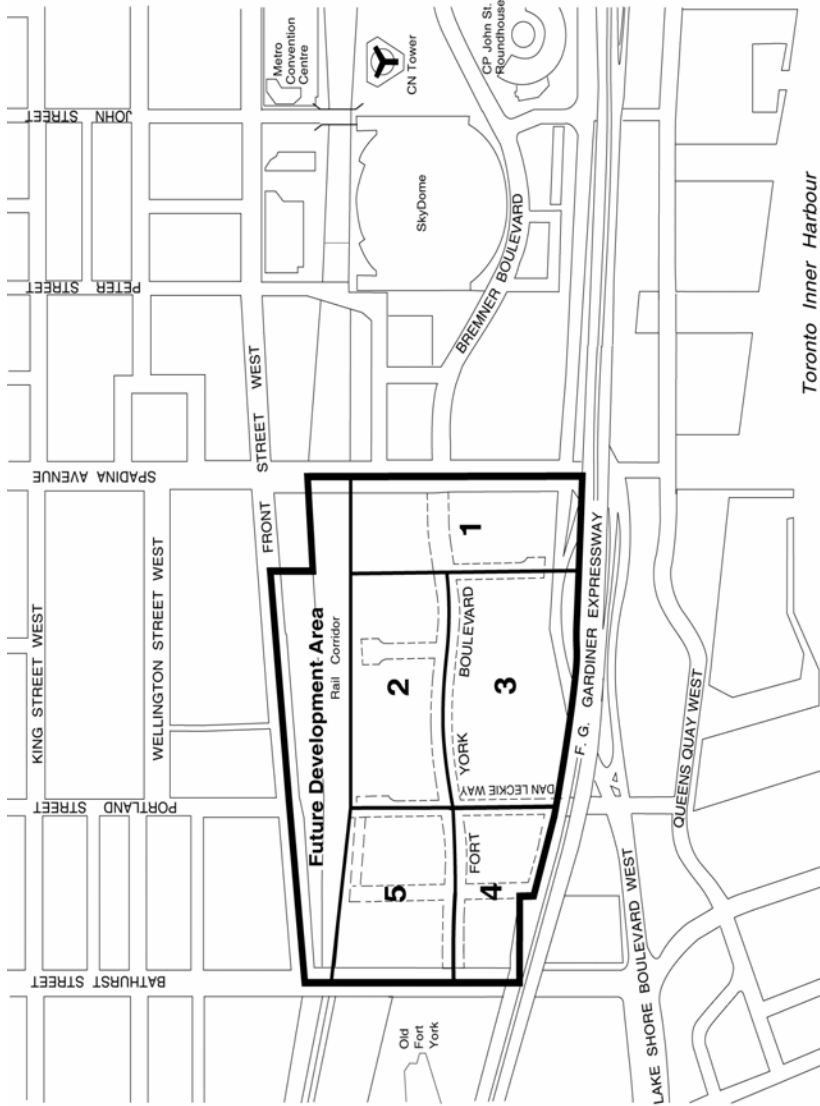 KING STREET WEST
WELLINGTON STREET WEST
FRONT STREET WEST
BATHURST STREET
PORTLAND STREET
SPADINA AVENUE
PETER STREET
JOHN STREET
Metro
Convention
Centre
CN Tower
CP John St.
Roundhouse
SkyDome
BREMNER BOULEVARD
Future Development Area
Rail Corridor
5
2
1
4
3
FORT YORK BOULEVARD
DAN LECKIE WAY
Old
Fort
York
F. G. GARDINER EXPRESSWAY
LAKE SHORE BOULEVARD WEST
QUEENS QUAY WEST
Toronto Inner Harbour